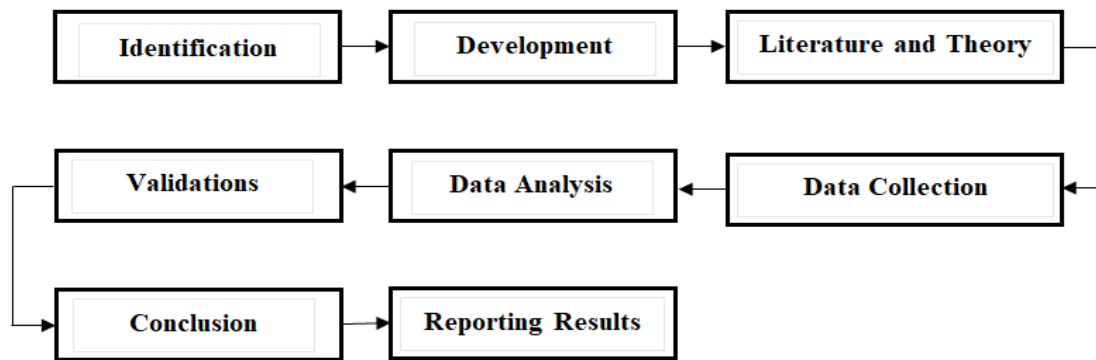 Identification
Development
Literature and Theory
Validations
Data Analysis
Data Collection
Conclusion
Reporting Results